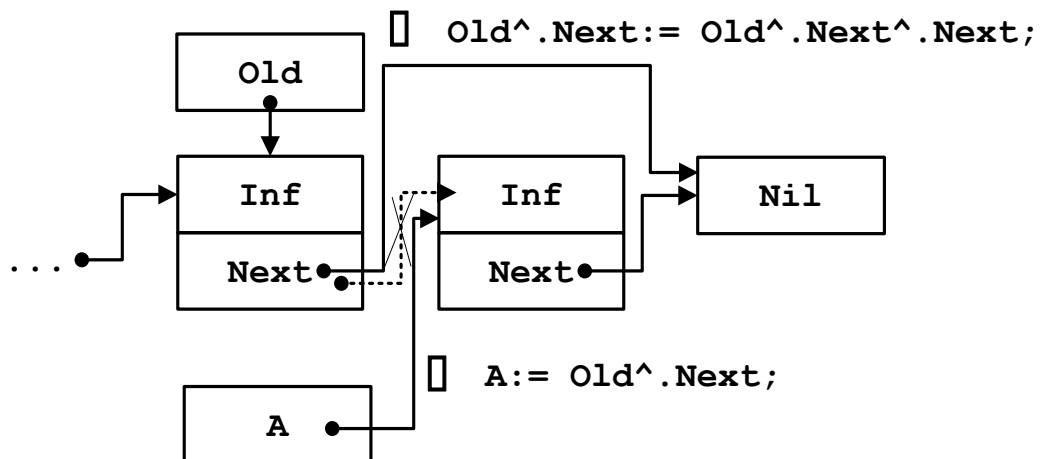 ▯ Old^.Next:= Old^.Next^.Next;
Old
Inf
Inf
Nil
...
Next
Next
▯ A:= Old^.Next;
A